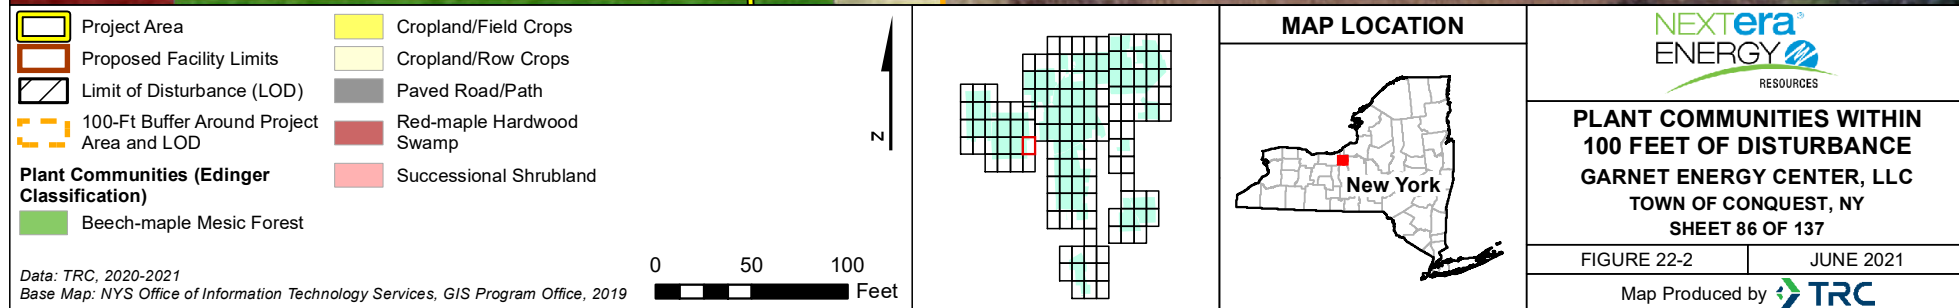 Project Area
Proposed Facility Limits
Limit of Disturbance (LOD)
100-Ft Buffer Around Project
Area and LOD
Plant Communities (Edinger
Classification)
Beech-maple Mesic Forest
Cropland/Field Crops
Cropland/Row Crops
Paved Road/Path
Red-maple Hardwood
Swamp
Successional Shrubland
Data: TRC, 2020-2021
Base Map: NYS Office of Information Technology Services, GIS Program Office, 2019
0 50 100
Feet
N
MAP LOCATION
New York
NEXTera®
ENERGY
RESOURCES
PLANT COMMUNITIES WITHIN
100 FEET OF DISTURBANCE
GARNET ENERGY CENTER, LLC
TOWN OF CONQUEST, NY
SHEET 86 OF 137
FIGURE 22-2
JUNE 2021
Map Produced by TRC